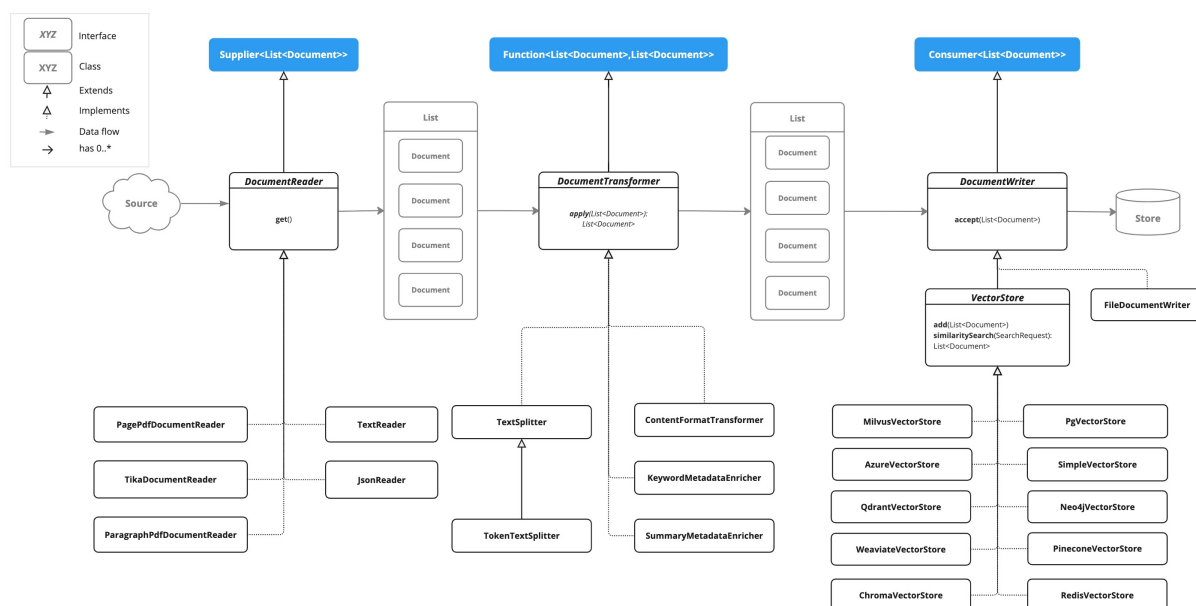 XYZ
Interface
XYZ
Class
Extends
Implements
Data flow
has 0..*
Supplier<List<Document>>
Function<List<Document>,List<Document>>
Consumer<List<Document>>
Source
DocumentReader
get()
List
Document
Document
Document
Document
DocumentTransformer
apply(List<Document>):
List<Document>
List
Document
Document
Document
Document
DocumentWriter
accept(List<Document>)
Store
VectorStore
add(List<Document>)
similaritySearch(SearchRequest):
List<Document>
FileDocumentWriter
PagePdfDocumentReader
TextReader
TikaDocumentReader
JsonReader
ParagraphPdfDocumentReader
TextSplitter
ContentFormatTransformer
KeywordMetadataEnricher
TokenTextSplitter
SummaryMetadataEnricher
MilvusVectorStore
PgVectorStore
AzureVectorStore
SimpleVectorStore
QdrantVectorStore
Neo4jVectorStore
WeaviateVectorStore
PineconeVectorStore
ChromaVectorStore
RedisVectorStore